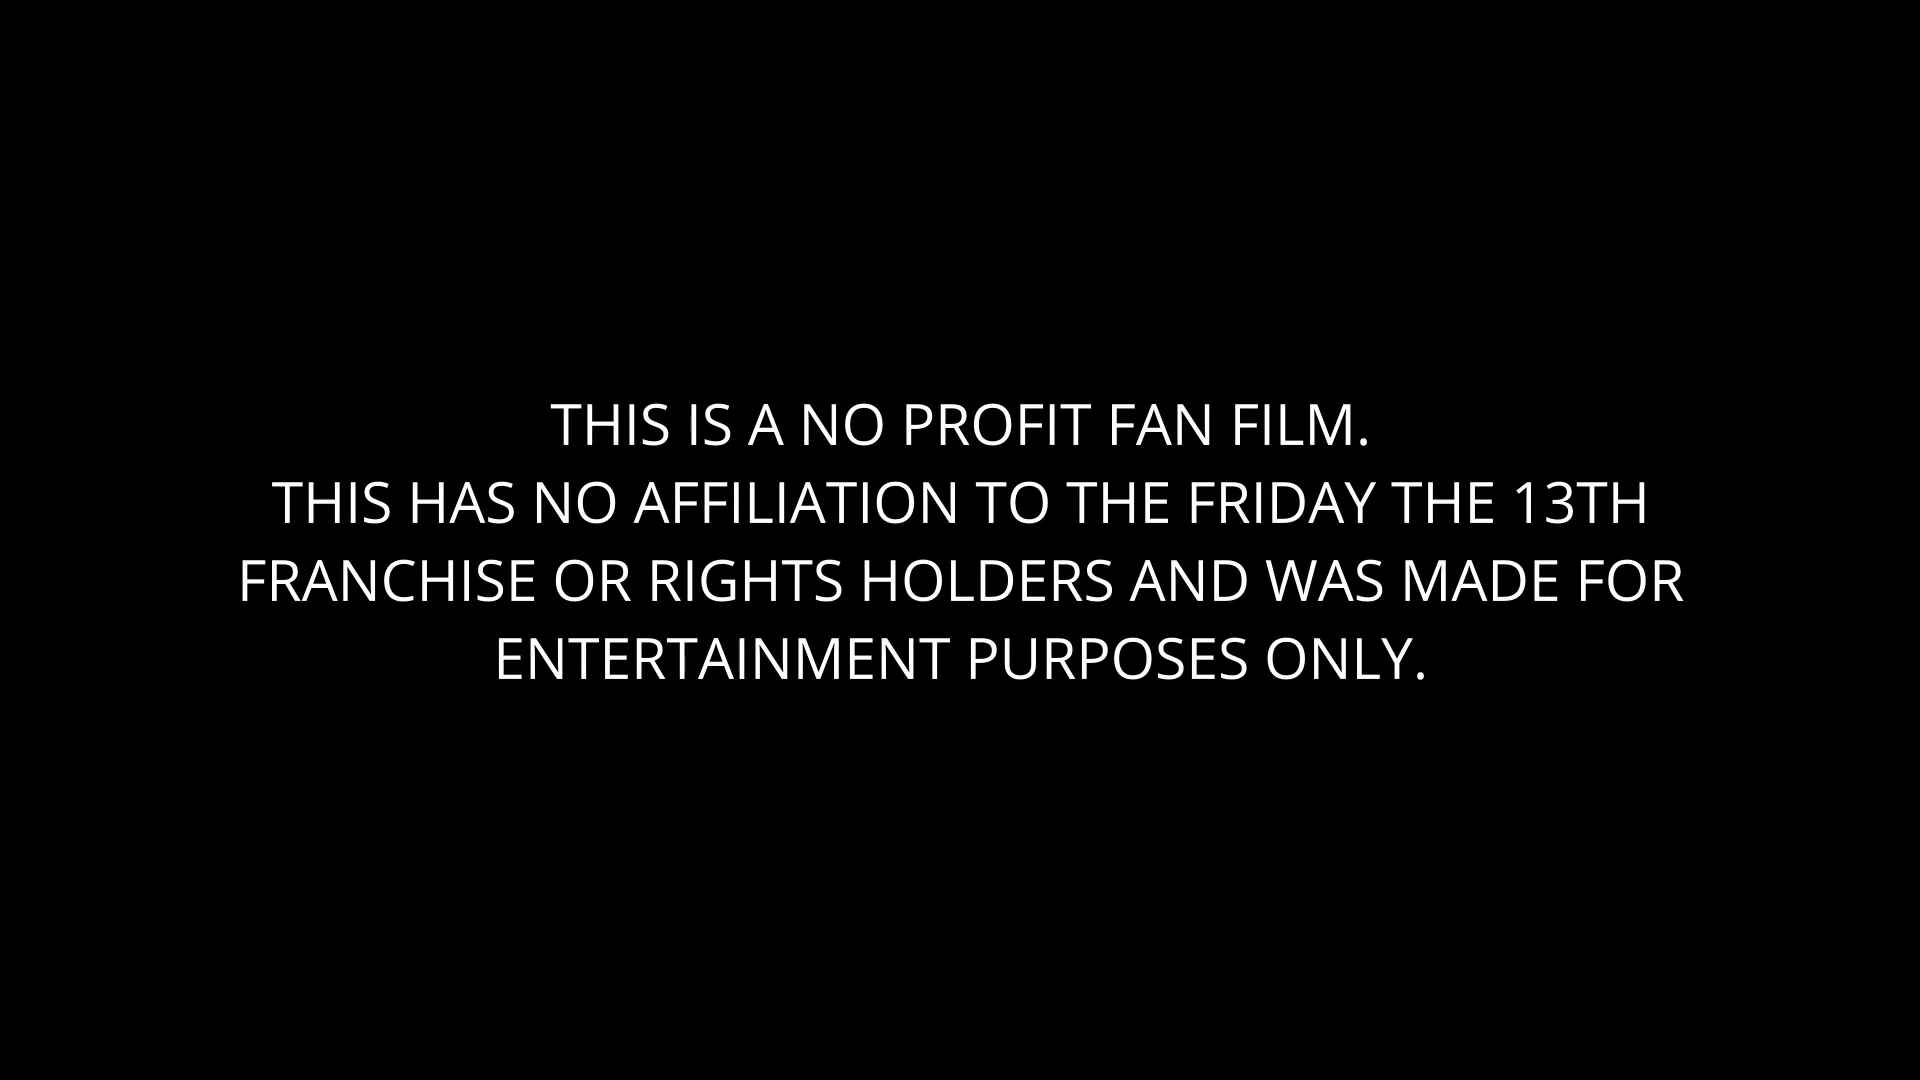 THIS IS A NO PROFIT FAN FILM.
THIS HAS NO AFFILIATION TO THE FRIDAY THE 13TH
FRANCHISE OR RIGHTS HOLDERS AND WAS MADE FOR
ENTERTAINMENT PURPOSES ONLY.